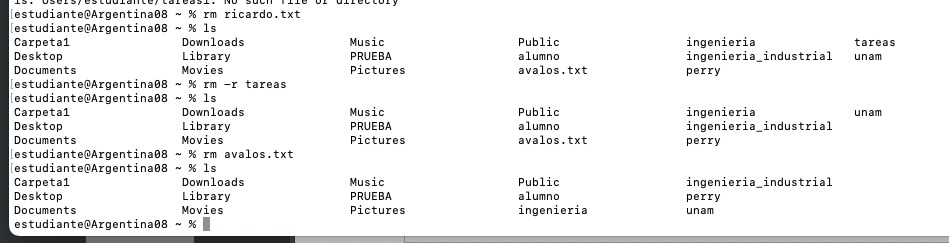 ls: Users/estudiante/tareas1: No such file or directory
[estudiante@Argentina08 ~ % rm ricardo.txt
[estudiante@Argentina08 ~ % ls
Carpeta1 Downloads Music Public ingenieria tareas
Desktop Library PRUEBA alumno ingenieria_industrial unam
Documents Movies Pictures avalos.txt perry
[estudiante@Argentina08 ~ % rm -r tareas
[estudiante@Argentina08 ~ % ls
Carpeta1 Downloads Music Public ingenieria unam
Desktop Library PRUEBA alumno ingenieria_industrial
Documents Movies Pictures avalos.txt perry
[estudiante@Argentina08 ~ % rm avalos.txt
[estudiante@Argentina08 ~ % ls
Carpeta1 Downloads Music Public ingenieria_industrial
Desktop Library PRUEBA alumno perry
Documents Movies Pictures ingenieria unam
estudiante@Argentina08 ~ %